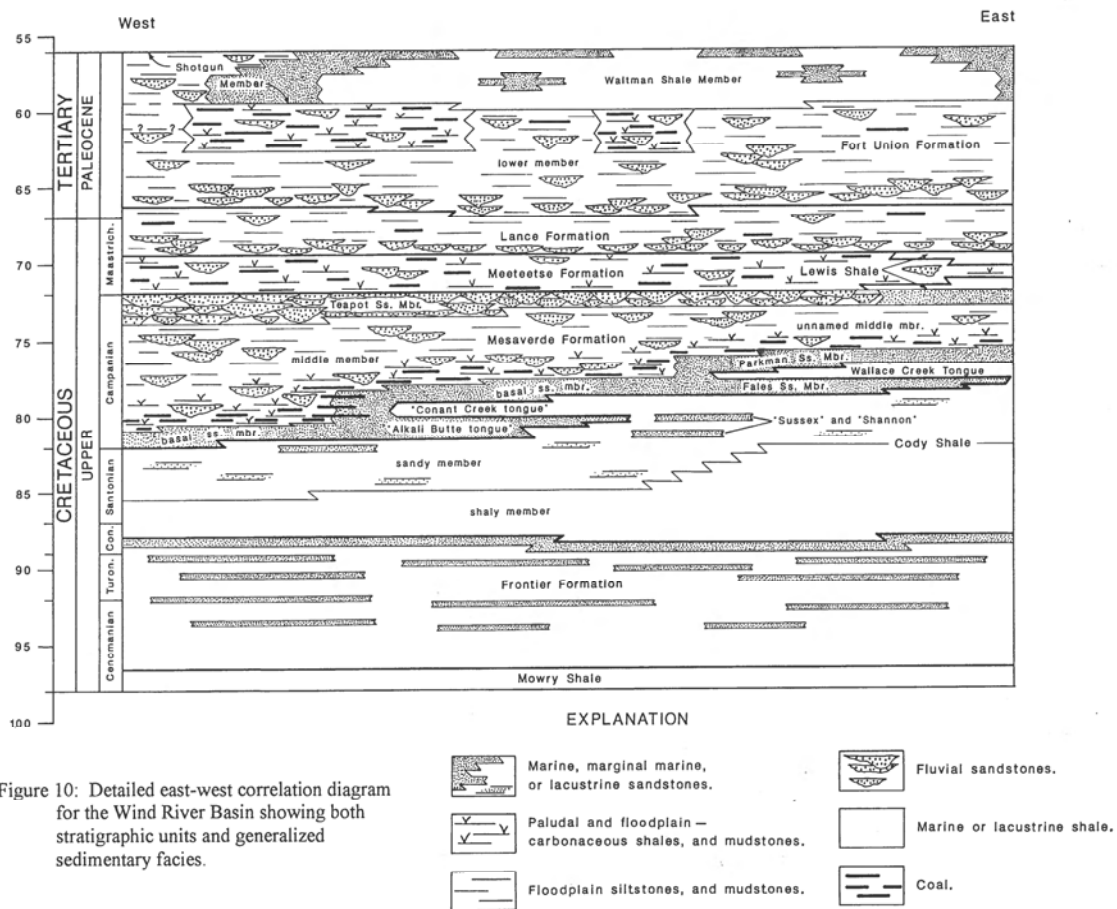 West
East
55
60
65
70
75
80
85
90
95
100
TERTIARY
PALEOCENE
CRETACEOUS
UPPER
Maastrich.
Campanian
Santonian
Con.
Turon.
Cenomanian
Shotgun
Member
Waltman Shale Member
? ?
lower member
Fort Union Formation
Lance Formation
Meeteetse Formation
Lewis Shale
Teapot Ss. Mbr.
Mesaverde Formation
unnamed middle mbr.
middle member
Parkman Ss. Mbr.
Wallace Creek Tongue
basal ss. mbr.
Fales Ss. Mbr.
"Conant Creek tongue"
"Sussex" and "Shannon"
basal ss. mbr.
"Alkali Butte tongue"
Cody Shale
sandy member
shaly member
Frontier Formation
Mowry Shale
EXPLANATION
Marine, marginal marine,
or lacustrine sandstones.
Fluvial sandstones.
Paludal and floodplain—
carbonaceous shales, and mudstones.
Marine or lacustrine shale.
Floodplain siltstones, and mudstones.
Coal.
Figure 10: Detailed east-west correlation diagram
for the Wind River Basin showing both
stratigraphic units and generalized
sedimentary facies.